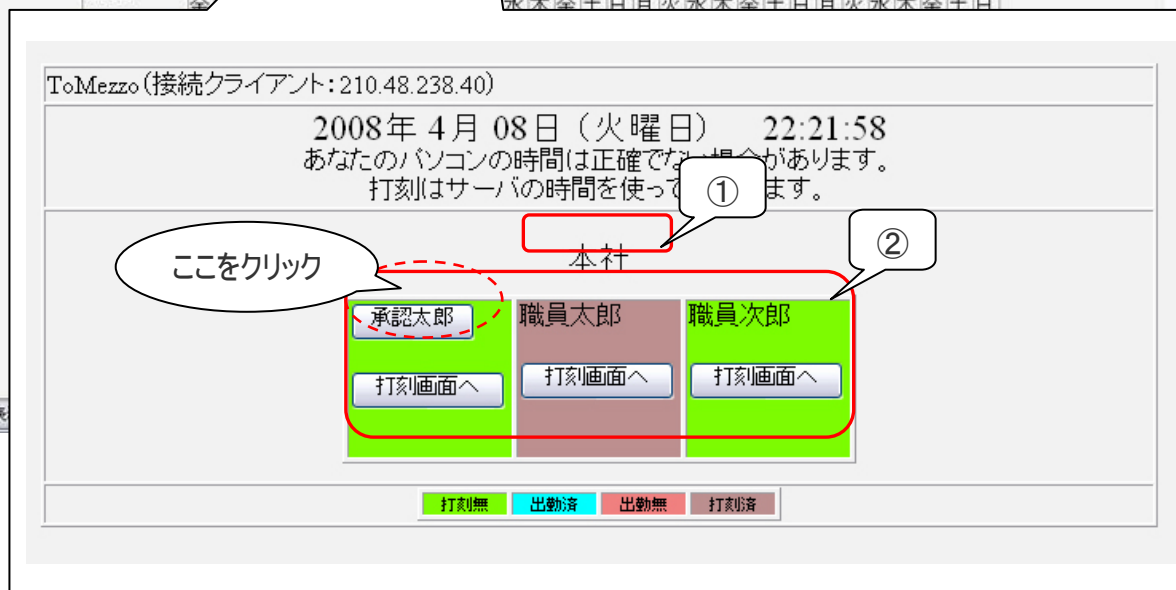 ToMezzo(接続クライアント:210.48.238.40)
2008年 4月 08日（火曜日） 22:21:58
あなたのパソコンの時間は正確でない場合があります。
打刻はサーバの時間を使って
ます。
①
本社
②
ここをクリック
承認太郎
職員太郎
職員次郎
打刻画面へ
打刻画面へ
打刻画面へ
打刻無 出勤済 出勤無 打刻済